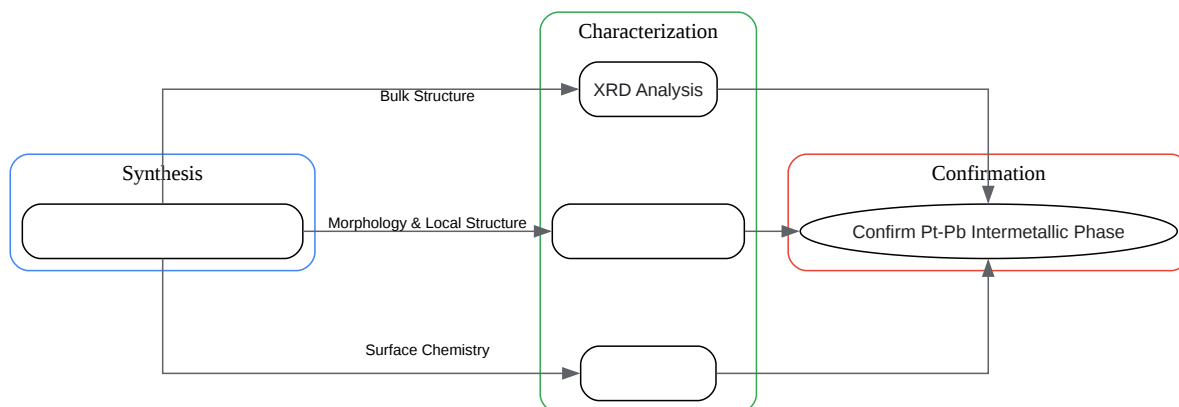 Characterization
XRD Analysis
Bulk Structure
Synthesis
Confirmation
Morphology & Local Structure
Confirm Pt-Pb Intermetallic Phase
Surface Chemistry